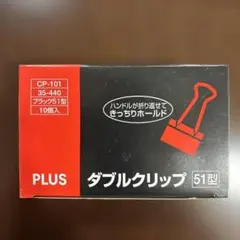 CP-101
35-440
ブラック51型
10個入
ハンドルが折り返せて
きっちりホールド
PLUS ダブルクリップ 51型